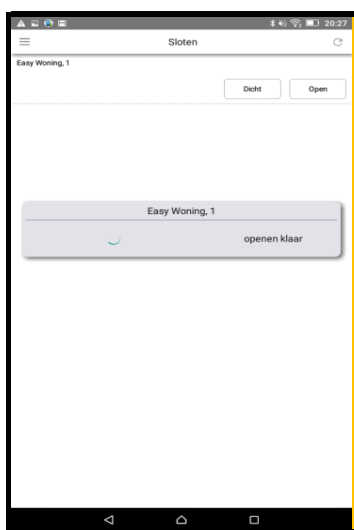 20:27
Sloten
Easy Woning, 1
Dicht Open
Easy Woning, 1
openen klaar